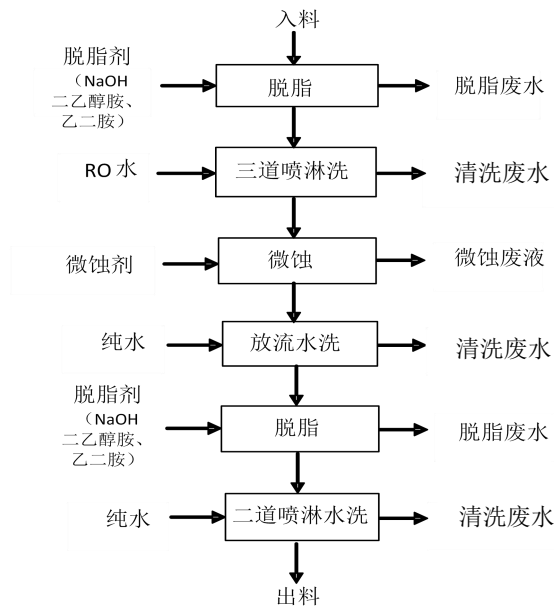 入料
脱脂剂
（NaOH
二乙醇胺、
乙二胺）
脱脂
脱脂废水
RO 水
三道喷淋洗
清洗废水
微蚀剂
微蚀
微蚀废液
纯水
放流水洗
清洗废水
脱脂剂
（NaOH
二乙醇胺、
乙二胺）
脱脂
脱脂废水
纯水
二道喷淋水洗
清洗废水
出料